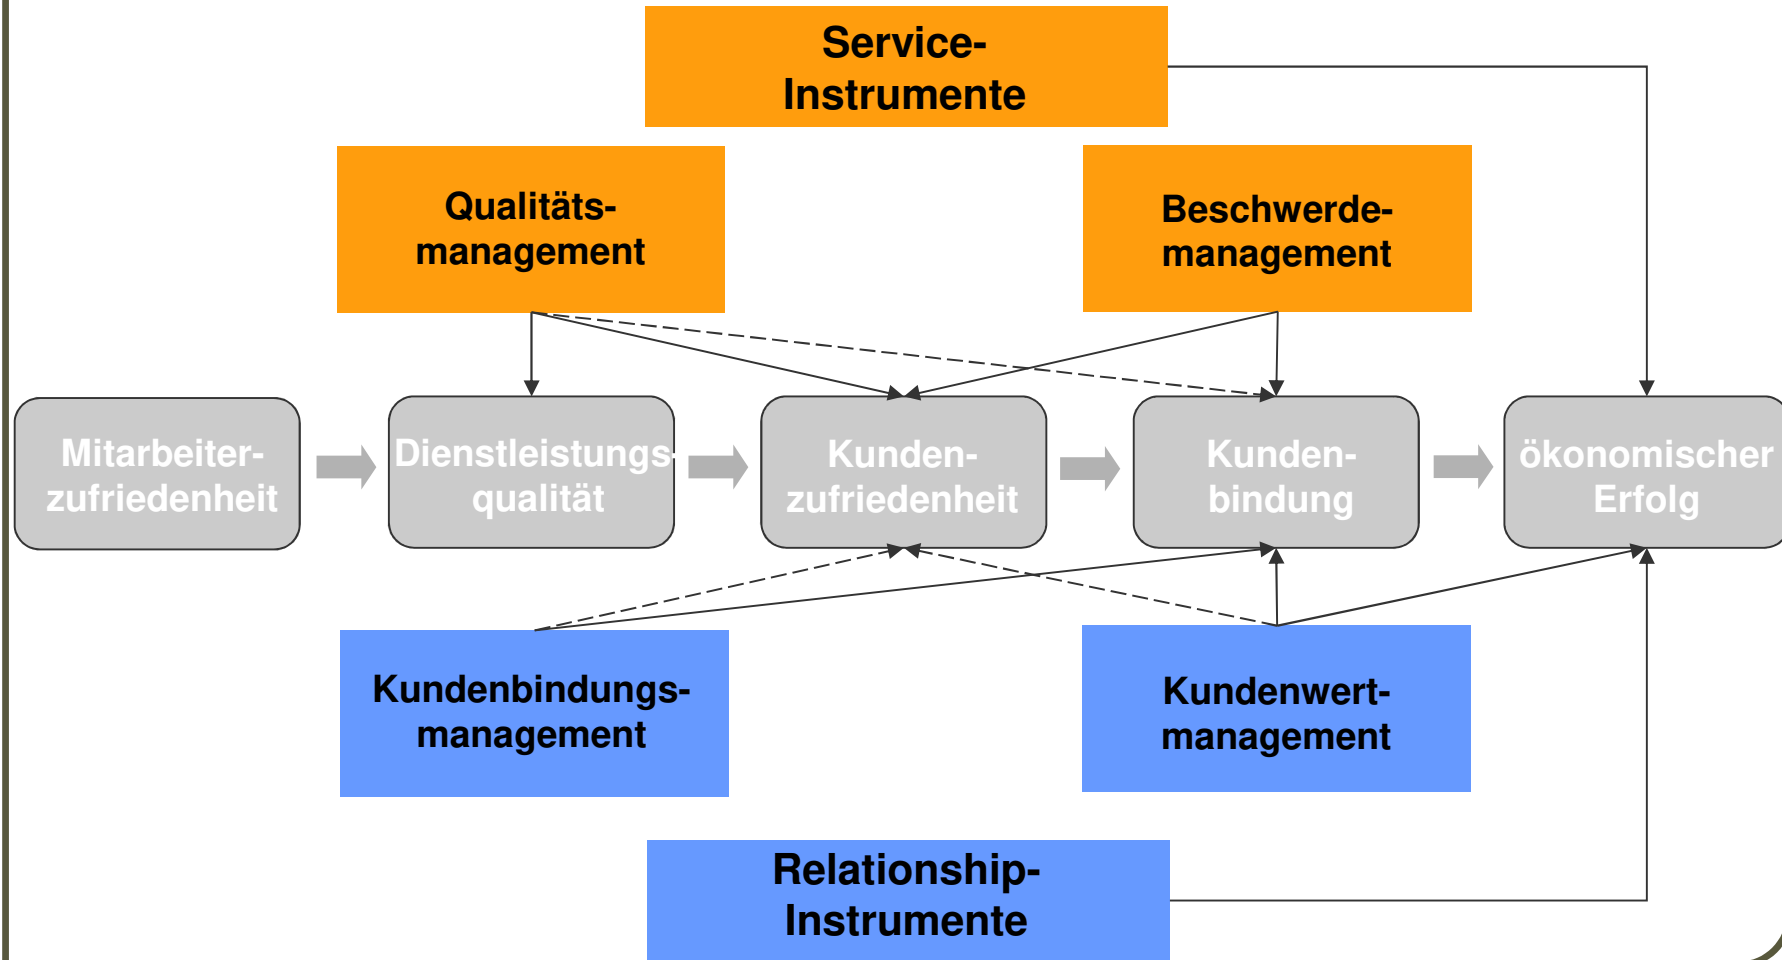 Service-
Instrumente
Qualitäts-
management
Beschwerde-
management
Mitarbeiter-
zufriedenheit
Dienstleistungs-
qualität
Kunden-
zufriedenheit
Kunden-
bindung
ökonomischer
Erfolg
Kundenbindungs-
management
Kundenwert-
management
Relationship-
Instrumente